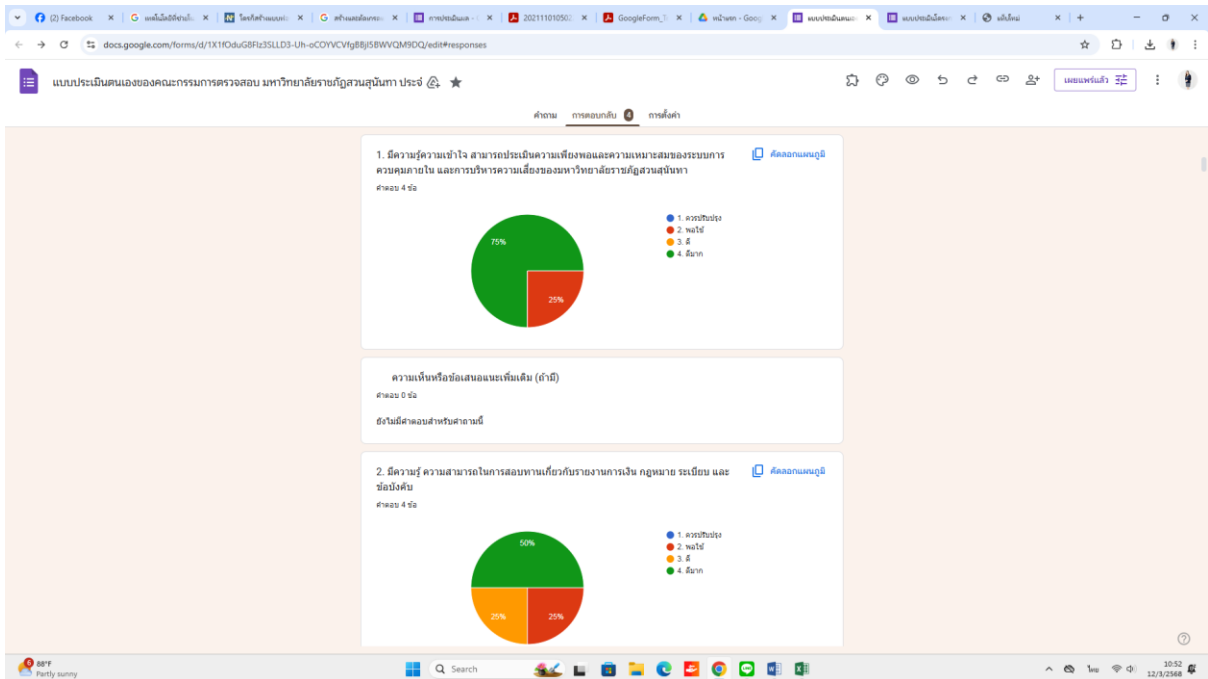 (2) Facebook
20211101050
GoogleForm_T
docs.google.com/forms/d/1X1fOduG8FIz3SLLD3-Uh-oCOYVCVfgBBjl5BWVQM9DQ/edit#responses
แบบประเมินตนเองของคณะกรรมการตรวจสอบ มหาวิทยาลัยราชภัฏสวนสุนันทา ประจำ
เผยแพร่แล้ว
คำถาม การตอบกลับ 4 การตั้งค่า
1. มีความรู้ความเข้าใจ สามารถประเมินความเพียงพอและความเหมาะสมของระบบการ
ควบคุมภายใน และการบริหารความเสี่ยงของมหาวิทยาลัยราชภัฏสวนสุนันทา
คัดลอกแผนภูมิ
คำตอบ 4 ข้อ
1. ควรปรับปรุง
2. พอใช้
3. ดี
4. ดีมาก
75%
25%
ความเห็นหรือข้อเสนอแนะเพิ่มเติม (ถ้ามี)
คำตอบ 0 ข้อ
ยังไม่มีคำตอบสำหรับคำถามนี้
2. มีความรู้ ความสามารถในการสอบทานเกี่ยวกับรายงานการเงิน กฎหมาย ระเบียบ และ
ข้อบังคับ
คัดลอกแผนภูมิ
คำตอบ 4 ข้อ
1. ควรปรับปรุง
2. พอใช้
3. ดี
4. ดีมาก
50%
25%
25%
6
88°F
Partly sunny
Search
ไทย
10:52
12/3/2568